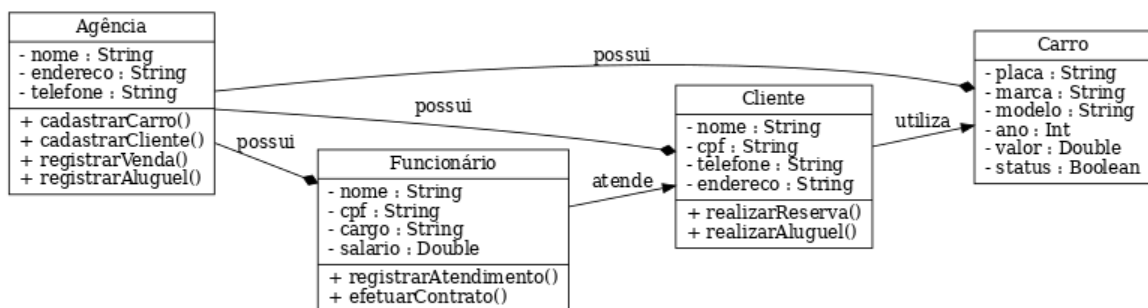 Agência
- nome : String
- endereco : String
- telefone : String
+ cadastrarCarro()
+ cadastrarCliente()
+ registrarVenda()
+ registrarAluguel()
possui
possui
possui
Funcionário
- nome : String
- cpf : String
- cargo : String
- salario : Double
+ registrarAtendimento()
+ efetuarContrato()
atende
Cliente
- nome : String
- cpf : String
- telefone : String
- endereco : String
+ realizarReserva()
+ realizarAluguel()
utiliza
Carro
- placa : String
- marca : String
- modelo : String
- ano : Int
- valor : Double
- status : Boolean